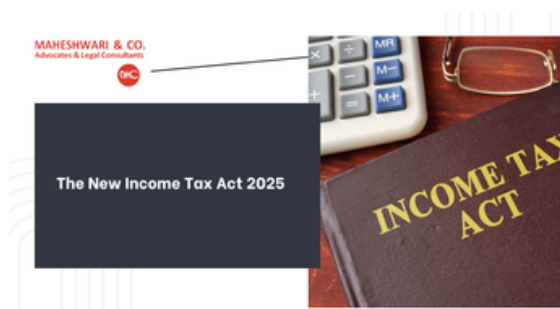 MAHESHWARI & CO.
Advocates & Legal Consultants
The New Income Tax Act 2025
MR
× ÷ M−
+ − M+
=
INCOME TAX
ACT